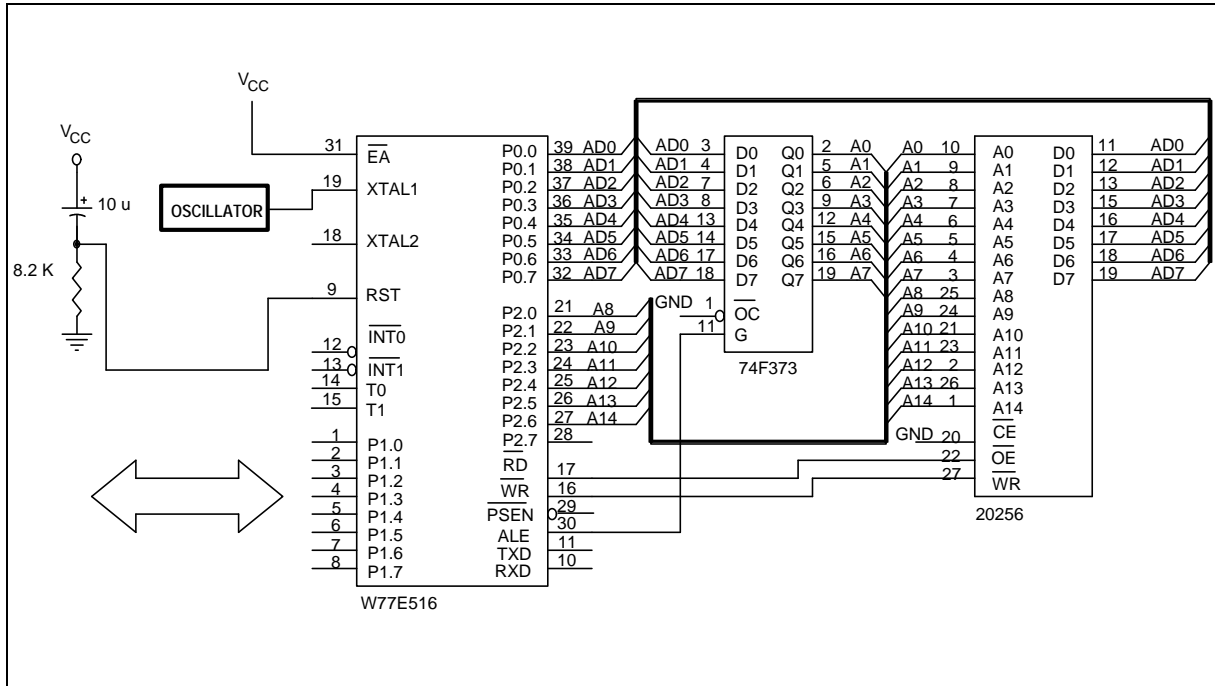 VCC
VCC
10 u
8.2 K
OSCILLATOR
31 EA
19 XTAL1
18 XTAL2
9 RST
12 INT0
13 INT1
14 T0
15 T1
1 P1.0
2 P1.1
3 P1.2
4 P1.3
5 P1.4
6 P1.5
7 P1.6
8 P1.7
P0.0 39 AD0
P0.1 38 AD1
P0.2 37 AD2
P0.3 36 AD3
P0.4 35 AD4
P0.5 34 AD5
P0.6 33 AD6
P0.7 32 AD7
P2.0 21 A8
P2.1 22 A9
P2.2 23 A10
P2.3 24 A11
P2.4 25 A12
P2.5 26 A13
P2.6 27 A14
P2.7 28
RD 17
WR 16
PSEN 29
ALE 30
TXD 11
RXD 10
W77E516
AD0 3 D0 Q0 2 A0
AD1 4 D1 Q1 5 A1
AD2 7 D2 Q2 6 A2
AD3 8 D3 Q3 9 A3
AD4 13 D4 Q4 12 A4
AD5 14 D5 Q5 15 A5
AD6 17 D6 Q6 16 A6
AD7 18 D7 Q7 19 A7
GND 1 OC
11 G
74F373
A0 10 A0
A1 9 A1
A2 8 A2
A3 7 A3
A4 6 A4
A5 5 A5
A6 4 A6
A7 3 A7
A8 25 A8
A9 24 A9
A10 21 A10
A11 23 A11
A12 2 A12
A13 26 A13
A14 1 A14
GND 20 CE
22 OE
27 WR
D0 11 AD0
D1 12 AD1
D2 13 AD2
D3 15 AD3
D4 16 AD4
D5 17 AD5
D6 18 AD6
D7 19 AD7
20256